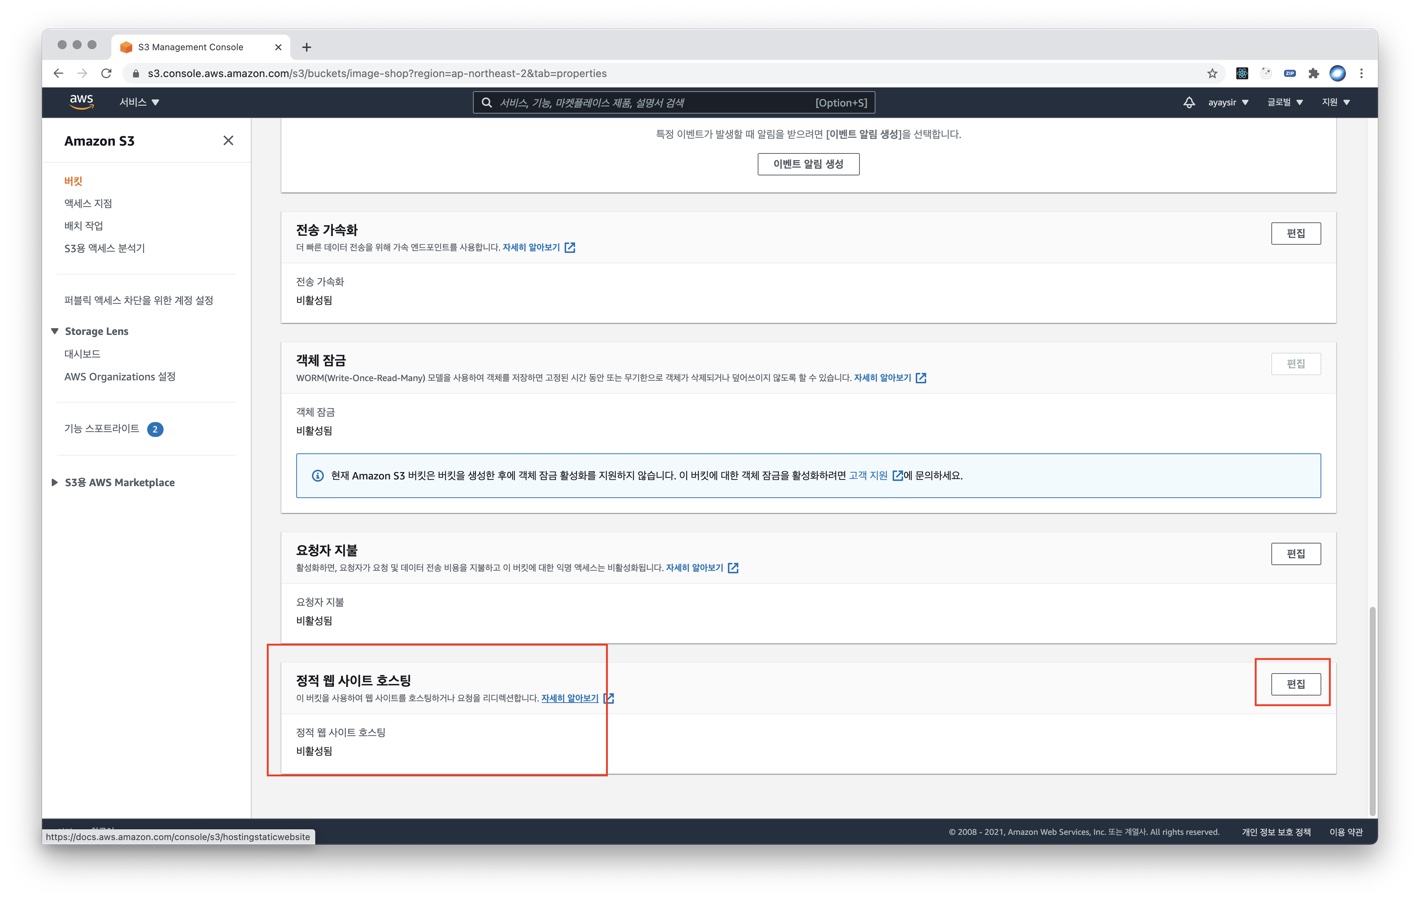 S3 Management Console
s3.console.aws.amazon.com/s3/buckets/image-shop?region=ap-northeast-2&tab=properties
ZIP
aws
서비스
서비스, 기능, 마켓플레이스 제품, 설명서 검색
[Option+S]
ayaysir
글로벌
지원
Amazon S3
버킷
액세스 지점
배치 작업
S3용 액세스 분석기
퍼블릭 액세스 차단을 위한 계정 설정
Storage Lens
대시보드
AWS Organizations 설정
기능 스포트라이트 2
S3용 AWS Marketplace
특정 이벤트가 발생할 때 알림을 받으려면 [이벤트 알림 생성]을 선택합니다.
이벤트 알림 생성
전송 가속화
더 빠른 데이터 전송을 위해 가속 엔드포인트를 사용합니다. 자세히 알아보기
편집
전송 가속화
비활성됨
객체 잠금
WORM(Write-Once-Read-Many) 모델을 사용하여 객체를 저장하면 고정된 시간 동안 또는 무기한으로 객체가 삭제되거나 덮어쓰이지 않도록 할 수 있습니다. 자세히 알아보기
편집
객체 잠금
비활성됨
현재 Amazon S3 버킷은 버킷을 생성한 후에 객체 잠금 활성화를 지원하지 않습니다. 이 버킷에 대한 객체 잠금을 활성화하려면 고객 지원에 문의하세요.
요청자 지불
활성화하면, 요청자가 요청 및 데이터 전송 비용을 지불하고 이 버킷에 대한 익명 액세스는 비활성화됩니다. 자세히 알아보기
편집
요청자 지불
비활성됨
정적 웹 사이트 호스팅
이 버킷을 사용하여 웹 사이트를 호스팅하거나 요청을 리디렉션합니다. 자세히 알아보기
편집
정적 웹 사이트 호스팅
비활성됨
https://docs.aws.amazon.com/console/s3/hostingstaticwebsite
© 2008 - 2021, Amazon Web Services, Inc. 또는 계열사. All rights reserved.
개인 정보 보호 정책
이용 약관